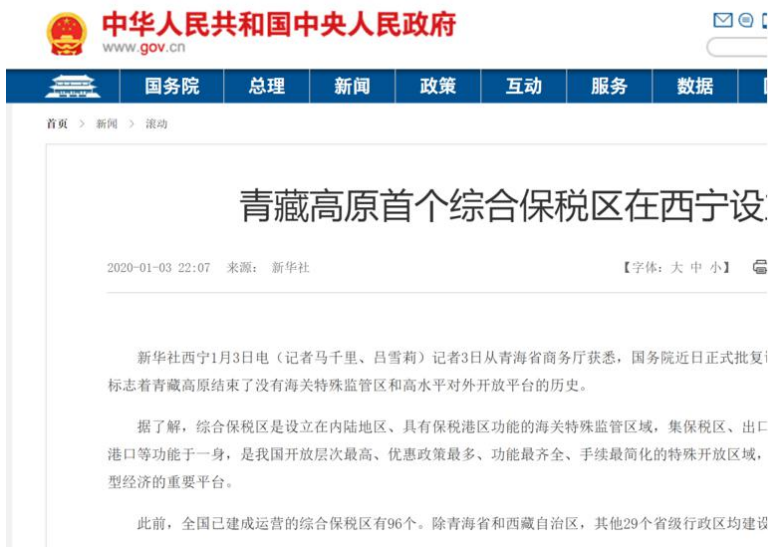 中华人民共和国中央人民政府
www.gov.cn
国务院 总理 新闻 政策 互动 服务 数据
首页 > 新闻 > 滚动
青藏高原首个综合保税区在西宁设
2020-01-03 22:07 来源: 新华社 【字体: 大 中 小】
新华社西宁1月3日电（记者马千里、吕雪莉）记者3日从青海省商务厅获悉，国务院近日正式批复
标志着青藏高原结束了没有海关特殊监管区和高水平对外开放平台的历史。
据了解，综合保税区是设立在内陆地区、具有保税港区功能的海关特殊监管区域，集保税区、出口
港口等功能于一身，是我国开放层次最高、优惠政策最多、功能最齐全、手续最简化的特殊开放区域，
型经济的重要平台。
此前，全国已建成运营的综合保税区有96个。除青海省和西藏自治区，其他29个省级行政区均建设